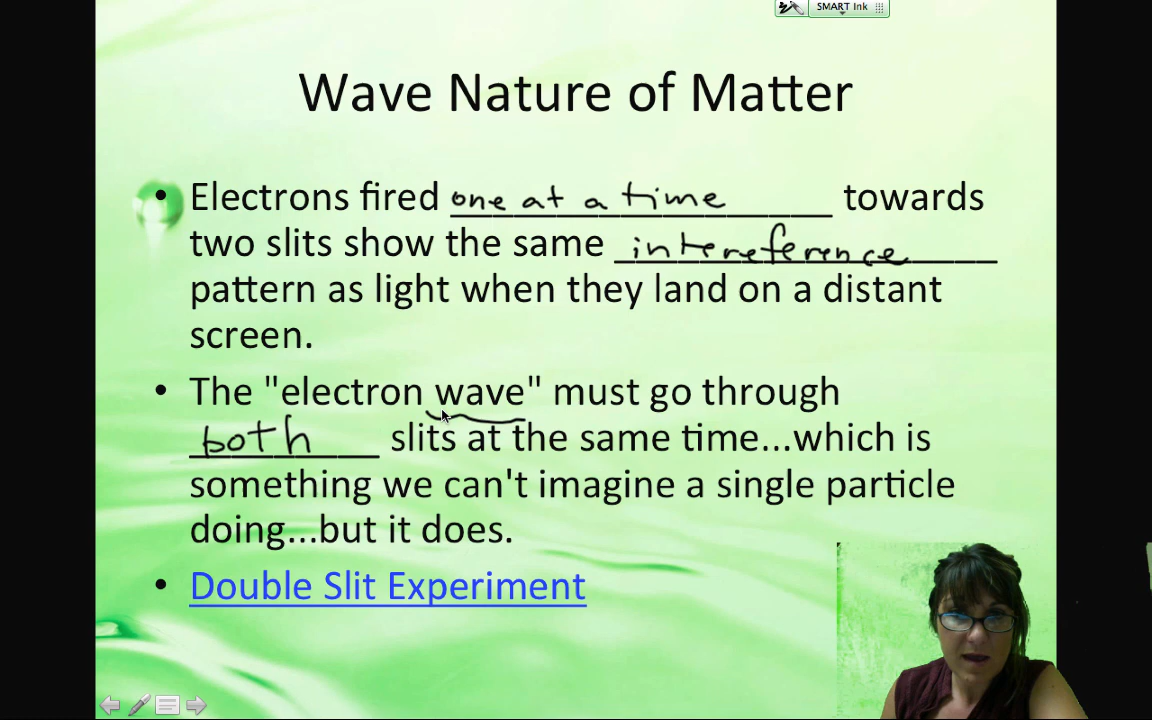 SMART Ink
Wave Nature of Matter
• Electrons fired one at a time towards
two slits show the same intereference
pattern as light when they land on a distant
screen.
• The "electron wave" must go through
both slits at the same time...which is
something we can't imagine a single particle
doing...but it does.
• Double Slit Experiment